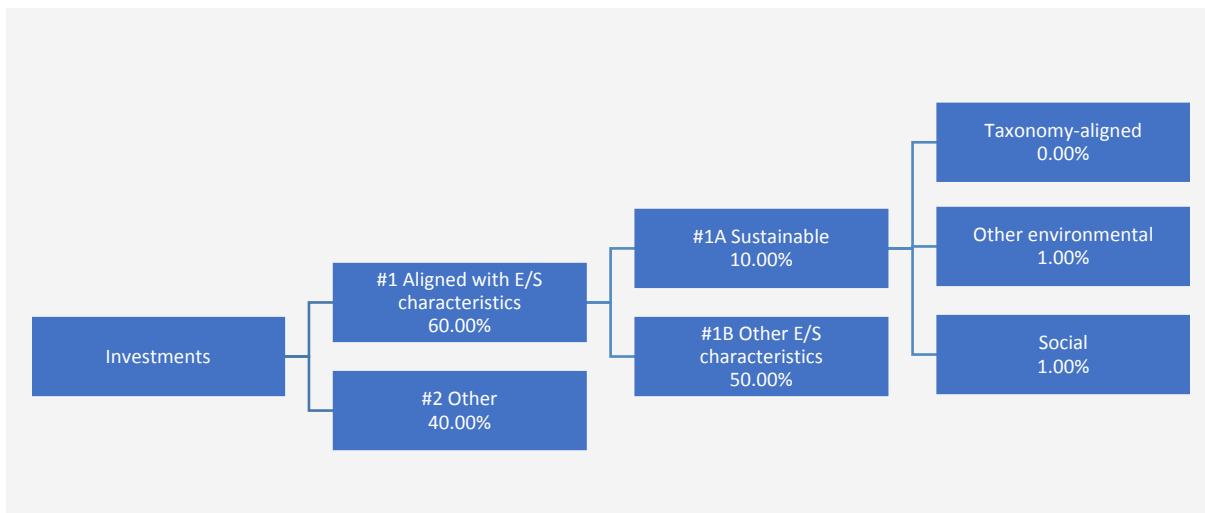 Investments
#1 Aligned with E/S
characteristics
60.00%
#2 Other
40.00%
#1A Sustainable
10.00%
#1B Other E/S
characteristics
50.00%
Taxonomy-aligned
0.00%
Other environmental
1.00%
Social
1.00%